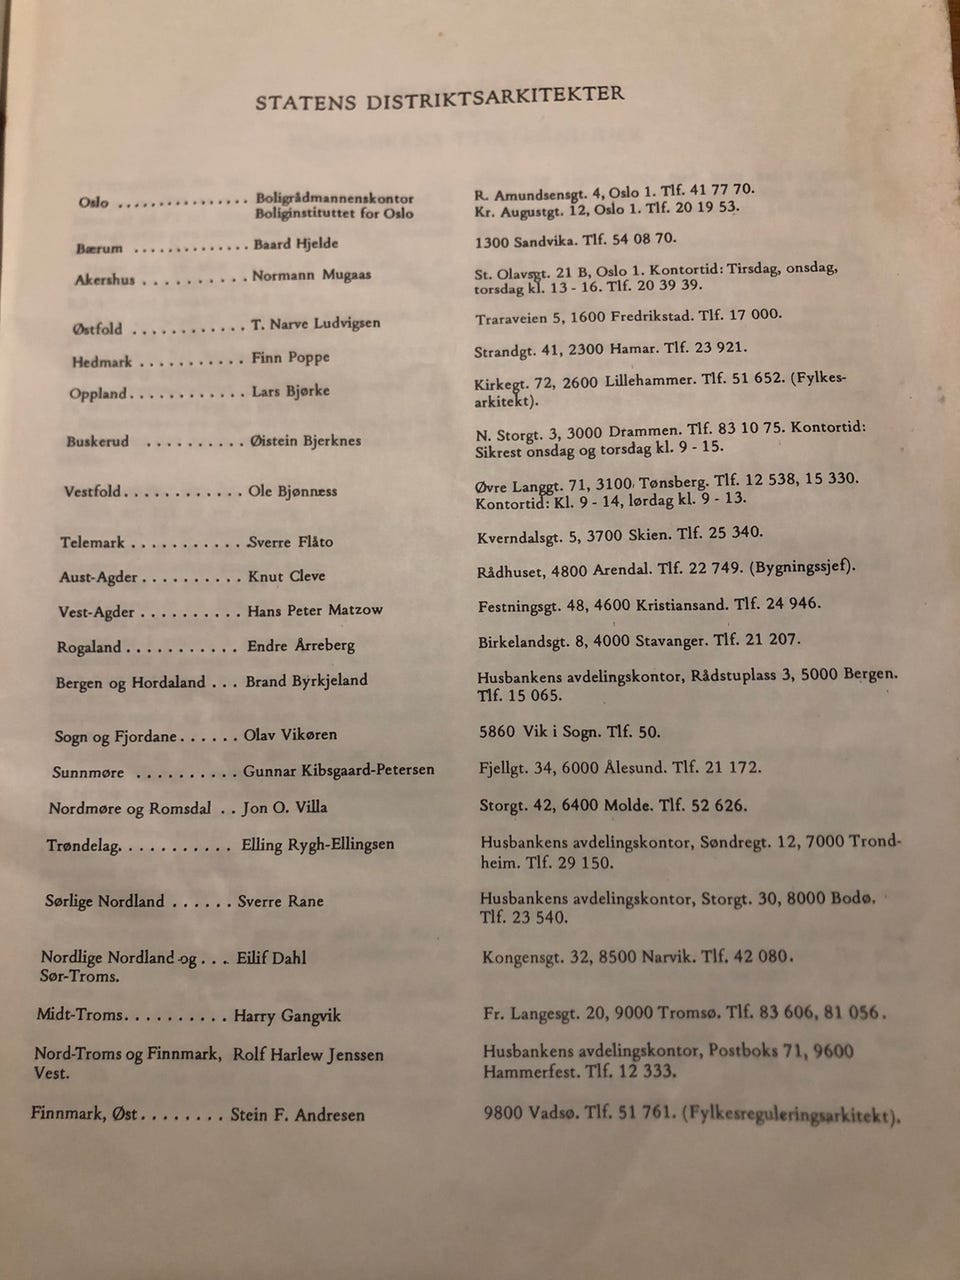 STATENS DISTRIKTSARKITEKTER
Oslo ............... Boligrådmannenskontor R. Amundsensgt. 4, Oslo 1. Tlf. 41 77 70.
Boliginstituttet for Oslo Kr. Augustgt. 12, Oslo 1. Tlf. 20 19 53.
Bærum ............. Baard Hjelde 1300 Sandvika. Tlf. 54 08 70.
Akershus .......... Normann Mugaas St. Olavsgt. 21 B, Oslo 1. Kontortid: Tirsdag, onsdag,
torsdag kl. 13 - 16. Tlf. 20 39 39.
Østfold ............ T. Narve Ludvigsen Traraveien 5, 1600 Fredrikstad. Tlf. 17 000.
Hedmark ........... Finn Poppe Strandgt. 41, 2300 Hamar. Tlf. 23 921.
Oppland............ Lars Bjørke Kirkegt. 72, 2600 Lillehammer. Tlf. 51 652. (Fylkes-
arkitekt).
Buskerud .......... Øistein Bjerknes N. Storgt. 3, 3000 Drammen. Tlf. 83 10 75. Kontortid:
Sikrest onsdag og torsdag kl. 9 - 15.
Vestfold............ Ole Bjønness Øvre Langgt. 71, 3100 Tønsberg. Tlf. 12 538, 15 330.
Kontortid: Kl. 9 - 14, lørdag kl. 9 - 13.
Telemark ........... Sverre Flåto Kverndalsgt. 5, 3700 Skien. Tlf. 25 340.
Aust-Agder .......... Knut Cleve Rådhuset, 4800 Arendal. Tlf. 22 749. (Bygningssjef).
Vest-Agder .......... Hans Peter Matzow Festningsgt. 48, 4600 Kristiansand. Tlf. 24 946.
Rogaland ........... Endre Årreberg Birkelandsgt. 8, 4000 Stavanger. Tlf. 21 207.
Bergen og Hordaland ... Brand Byrkjeland Husbankens avdelingskontor, Rådstuplass 3, 5000 Bergen.
Tlf. 15 065.
Sogn og Fjordane ...... Olav Vikøren 5860 Vik i Sogn. Tlf. 50.
Sunnmøre .......... Gunnar Kibsgaard-Petersen Fjellgt. 34, 6000 Ålesund. Tlf. 21 172.
Nordmøre og Romsdal .. Jon O. Villa Storgt. 42, 6400 Molde. Tlf. 52 626.
Trøndelag........... Elling Rygh-Ellingsen Husbankens avdelingskontor, Søndregt. 12, 7000 Trond-
heim. Tlf. 29 150.
Sørlige Nordland ...... Sverre Rane Husbankens avdelingskontor, Storgt. 30, 8000 Bodø.
Tlf. 23 540.
Nordlige Nordland og ... Eilif Dahl Kongensgt. 32, 8500 Narvik. Tlf. 42 080.
Sør-Troms.
Midt-Troms.......... Harry Gangvik Fr. Langesgt. 20, 9000 Tromsø. Tlf. 83 606, 81 056.
Nord-Troms og Finnmark, Rolf Harlew Jenssen Husbankens avdelingskontor, Postboks 71, 9600
Vest. Hammerfest. Tlf. 12 333.
Finnmark, Øst........ Stein F. Andresen 9800 Vadsø. Tlf. 51 761. (Fylkesreguleringsarkitekt).